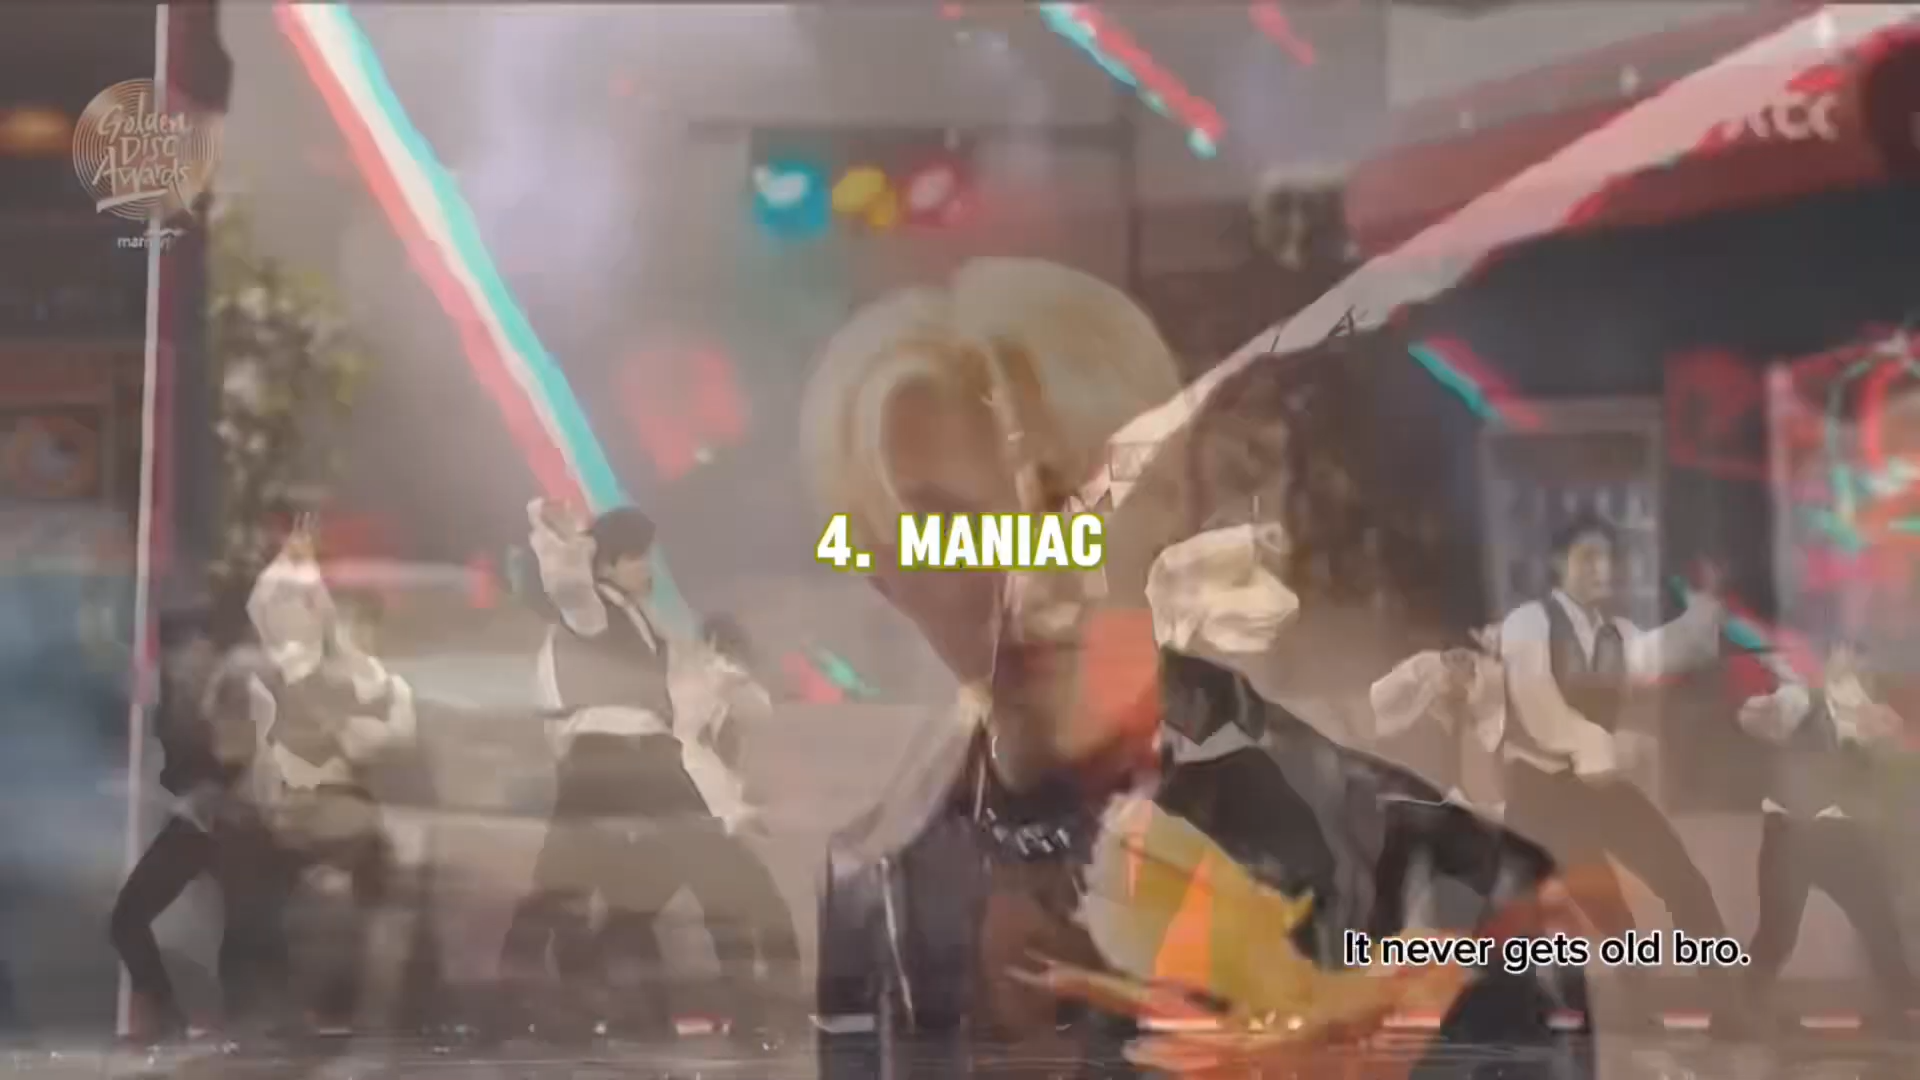 Golden
Disc
Awards
4. MANIAC
It never gets old bro.